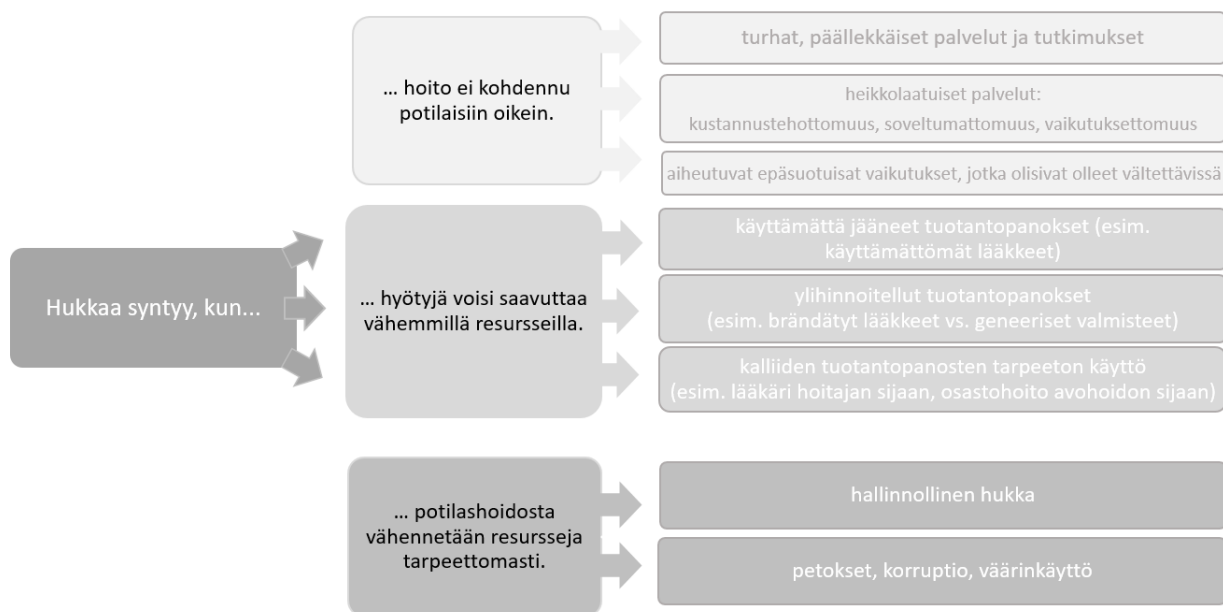 Hukkaa syntyy, kun...
... hoito ei kohdennu
potilaisiin oikein.
turhat, päällekkäiset palvelut ja tutkimukset
heikkolaatuiset palvelut:
kustannustehottomuus, soveltumattomuus, vaikutuksettomuus
aiheutuvat epäsuotuisat vaikutukset, jotka olisivat olleet vältettävissä
... hyötyjä voisi saavuttaa
vähemmillä resursseilla.
käyttämättä jääneet tuotantopanokset (esim.
käyttämättömät lääkkeet)
ylihinnoitellut tuotantopanokset
(esim. brändätyt lääkkeet vs. geneeriset valmisteet)
kalliiden tuotantopanosten tarpeeton käyttö
(esim. lääkäri hoitajan sijaan, osastohoito avohoidon sijaan)
... potilashoidosta
vähennetään resursseja
tarpeettomasti.
hallinnollinen hukka
petokset, korruptio, väärinkäyttö